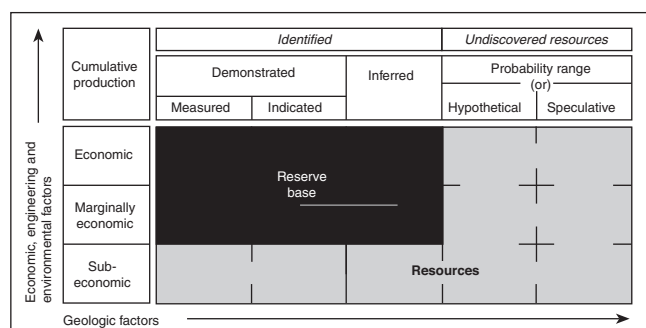 Economic, engineering and
environmental factors
Cumulative
production
Identified
Undiscovered resources
Demonstrated
Inferred
Probability range
(or)
Measured
Indicated
Hypothetical
Speculative
Economic
Reserve
base
Marginally
economic
Sub-
economic
Resources
Geologic factors